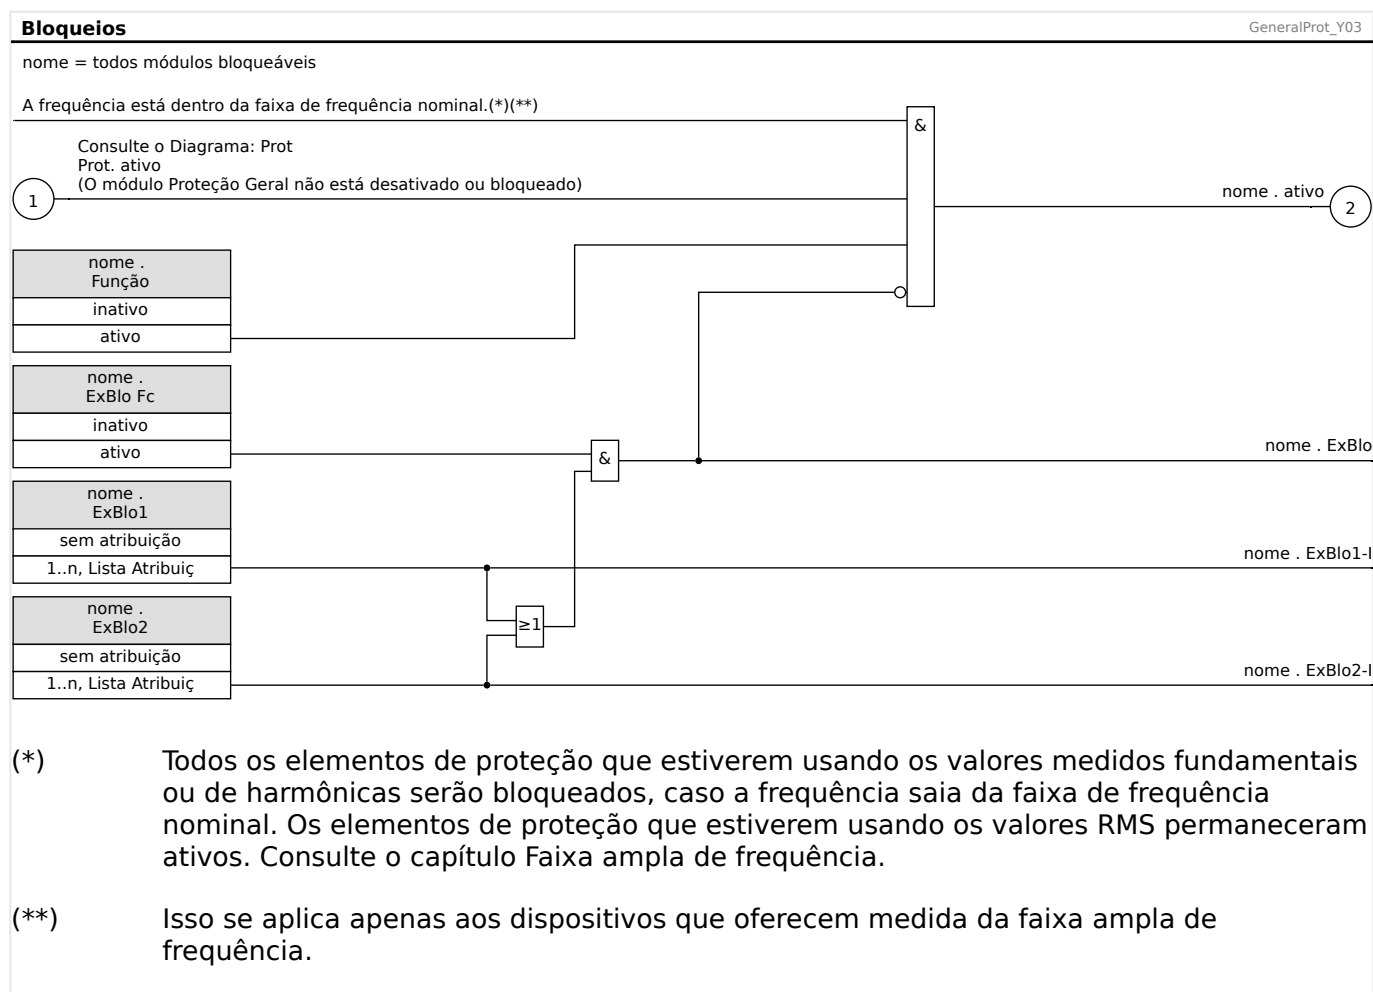 Bloqueios
GeneralProt_Y03
nome = todos módulos bloqueáveis
A frequência está dentro da faixa de frequência nominal.(*)(**)
&
Consulte o Diagrama: Prot
Prot. ativo
(O módulo Proteção Geral não está desativado ou bloqueado)
1
nome . ativo
2
nome .
Função
inativo
ativo
nome .
ExBlo Fc
inativo
ativo
&
nome . ExBlo
nome .
ExBlo1
sem atribuição
1..n, Lista Atribuiç
nome . ExBlo1-I
nome .
ExBlo2
sem atribuição
1..n, Lista Atribuiç
≥1
nome . ExBlo2-I
(*) Todos os elementos de proteção que estiverem usando os valores medidos fundamentais
ou de harmônicas serão bloqueados, caso a frequência saia da faixa de frequência
nominal. Os elementos de proteção que estiverem usando os valores RMS permaneceram
ativos. Consulte o capítulo Faixa ampla de frequência.
(**) Isso se aplica apenas aos dispositivos que oferecem medida da faixa ampla de
frequência.